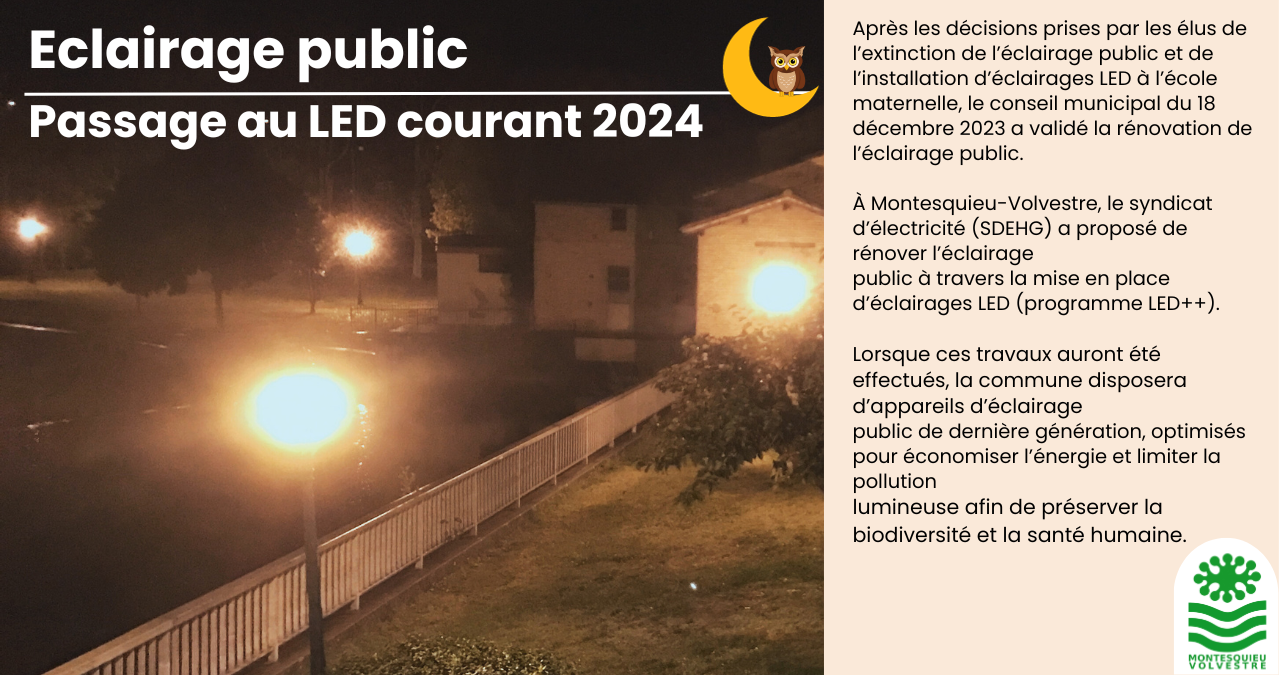 Eclairage public
Passage au LED courant 2024
Après les décisions prises par les élus de
l’extinction de l’éclairage public et de
l’installation d’éclairages LED à l’école
maternelle, le conseil municipal du 18
décembre 2023 a validé la rénovation de
l’éclairage public.
À Montesquieu-Volvestre, le syndicat
d’électricité (SDEHG) a proposé de
rénover l’éclairage
public à travers la mise en place
d’éclairages LED (programme LED++).
Lorsque ces travaux auront été
effectués, la commune disposera
d’appareils d’éclairage
public de dernière génération, optimisés
pour économiser l’énergie et limiter la
pollution
lumineuse afin de préserver la
biodiversité et la santé humaine.
MONTESQUIEU
VOLVESTRE